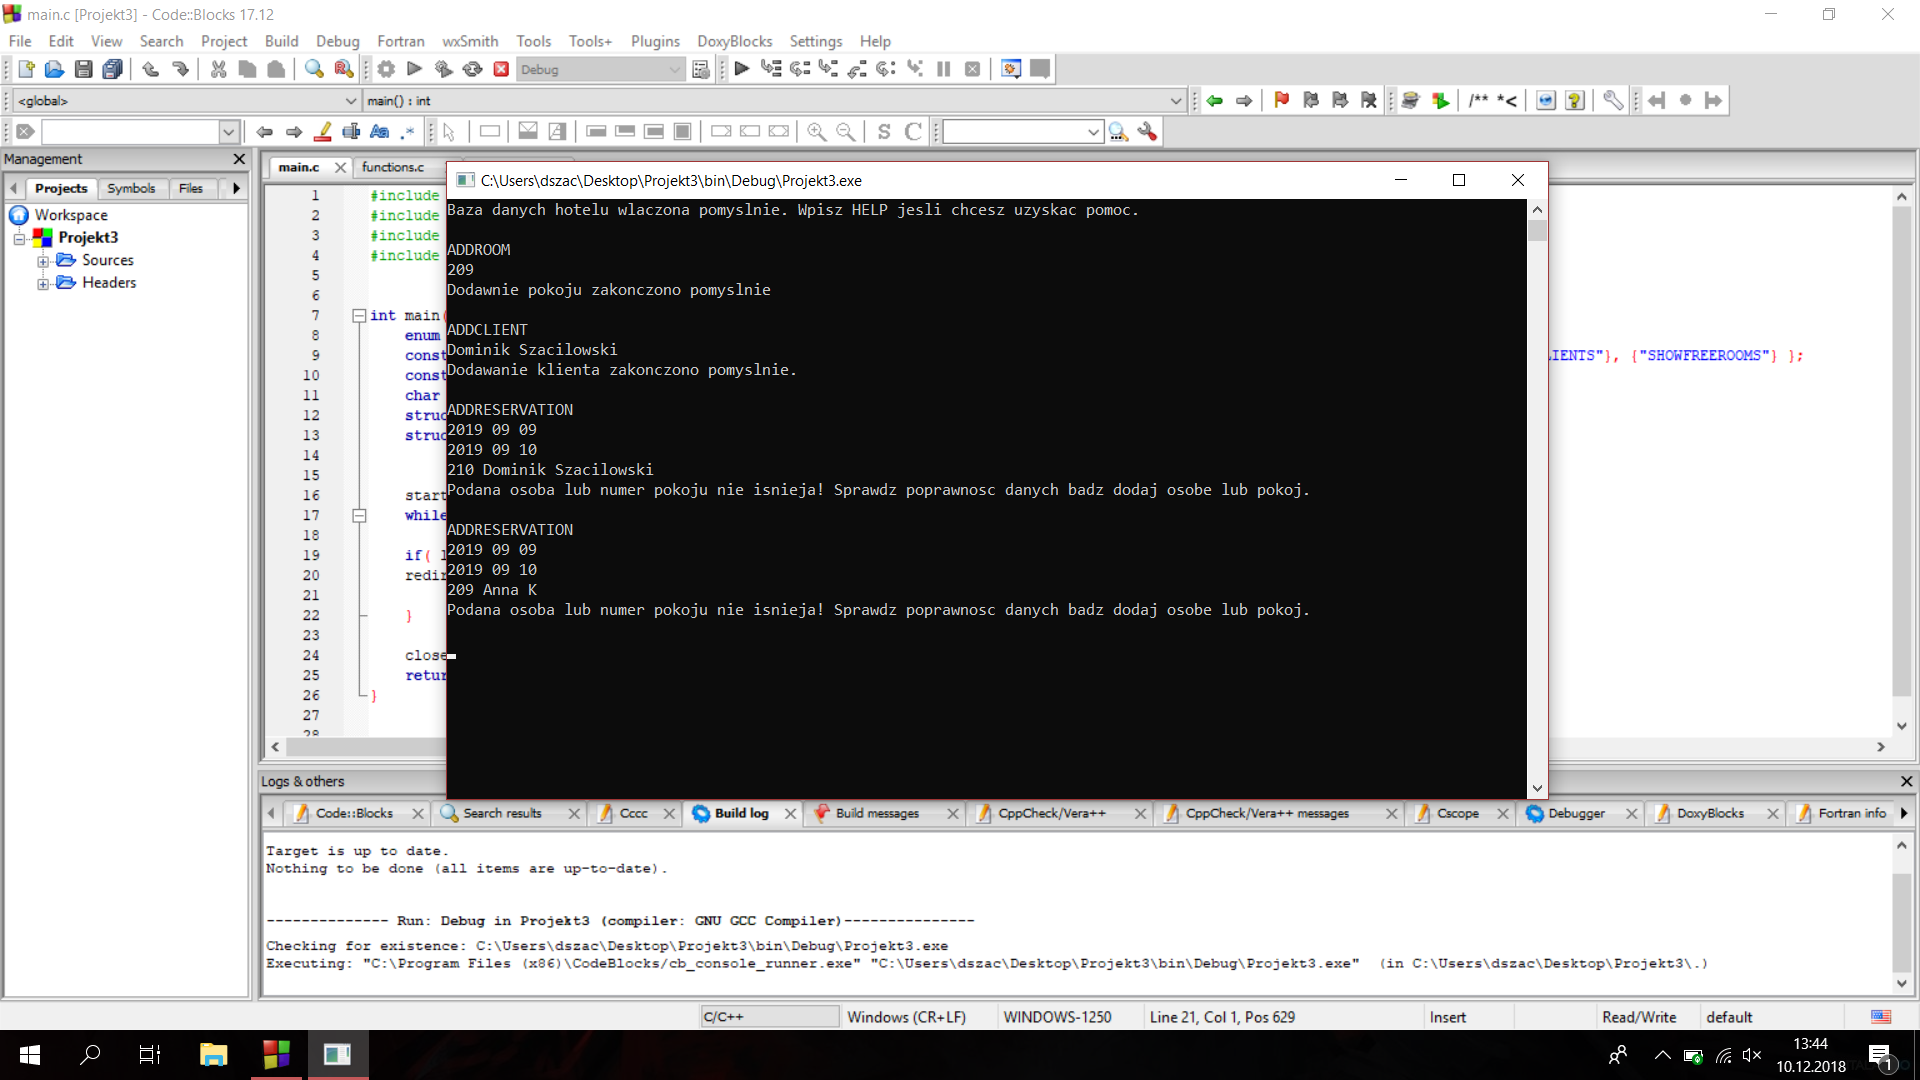 main.c [Projekt3] - Code::Blocks 17.12
File Edit View Search Project Build Debug Fortran wxSmith Tools Tools+ Plugins DoxyBlocks Settings Help
Debug
<global> main() : int
/** *<
S C
Management
Projects Symbols Files
Workspace
Projekt3
Sources
Headers
main.c functions.c
1 #include
2 #include
3 #include
4 #include
5
6
7 int main(
8 enum
9 const IENTS"}, {"SHOWFREEROOMS"} };
10 const
11 char
12 struc
13 struc
14
15
16 start
17 while
18
19 if( l
20 redir
21
22 }
23
24 close
25 retur
26 }
27
28
C:\Users\dszac\Desktop\Projekt3\bin\Debug\Projekt3.exe
Baza danych hotelu wlaczona pomyslnie. Wpisz HELP jesli chcesz uzyskac pomoc.
ADDROOM
209
Dodawnie pokoju zakonczono pomyslnie
ADDCLIENT
Dominik Szacilowski
Dodawanie klienta zakonczono pomyslnie.
ADDRESERVATION
2019 09 09
2019 09 10
210 Dominik Szacilowski
Podana osoba lub numer pokoju nie isnieja! Sprawdz poprawnosc danych badz dodaj osobe lub pokoj.
ADDRESERVATION
2019 09 09
2019 09 10
209 Anna K
Podana osoba lub numer pokoju nie isnieja! Sprawdz poprawnosc danych badz dodaj osobe lub pokoj.
Logs & others
Code::Blocks Search results Cccc Build log Build messages CppCheck/Vera++ CppCheck/Vera++ messages Cscope Debugger DoxyBlocks Fortran info
Target is up to date.
Nothing to be done (all items are up-to-date).
-------------- Run: Debug in Projekt3 (compiler: GNU GCC Compiler)---------------
Checking for existence: C:\Users\dszac\Desktop\Projekt3\bin\Debug\Projekt3.exe
Executing: "C:\Program Files (x86)\CodeBlocks/cb_console_runner.exe" "C:\Users\dszac\Desktop\Projekt3\bin\Debug\Projekt3.exe"  (in C:\Users\dszac\Desktop\Projekt3\.)
C/C++ Windows (CR+LF) WINDOWS-1250 Line 21, Col 1, Pos 629 Insert Read/Write default
13:44
10.12.2018
1